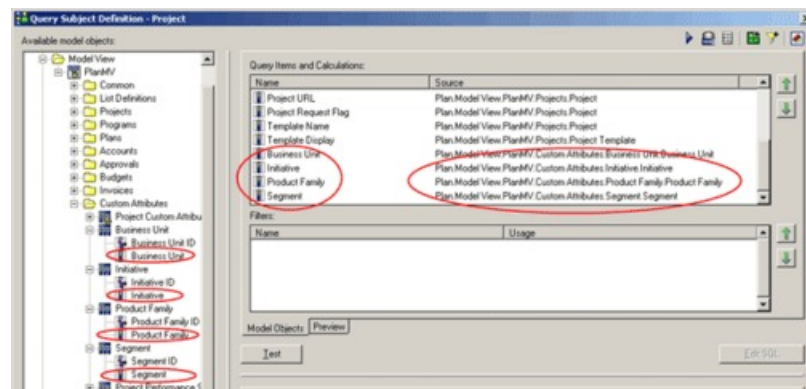 Query Subject Definition - Project
Available model objects:
Model View
PlanMV
Common
List Definitions
Projects
Programs
Plans
Accounts
Approvals
Budgets
Invoices
Custom Attributes
Project Custom Attribu
Business Unit
Business Unit ID
Business Unit
Initiative
Initiative ID
Initiative
Product Family
Product Family ID
Product Family
Segment
Segment ID
Segment
Project Performance S
Query Items and Calculations:
Name Source
Project URL Plan.Model View.PlanMV.Projects.Project
Project Request Flag Plan.Model View.PlanMV.Projects.Project
Template Name Plan.Model View.PlanMV.Projects.Project Template
Template Display Plan.Model View.PlanMV.Projects.Project Template
Business Unit Plan.Model View.PlanMV.Custom Attributes.Business Unit.Business Unit
Initiative Plan.Model View.PlanMV.Custom Attributes.Initiative.Initiative
Product Family Plan.Model View.PlanMV.Custom Attributes.Product Family.Product Family
Segment Plan.Model View.PlanMV.Custom Attributes.Segment.Segment
Filters:
Name Usage
Model Objects Preview
Test Edit SQL